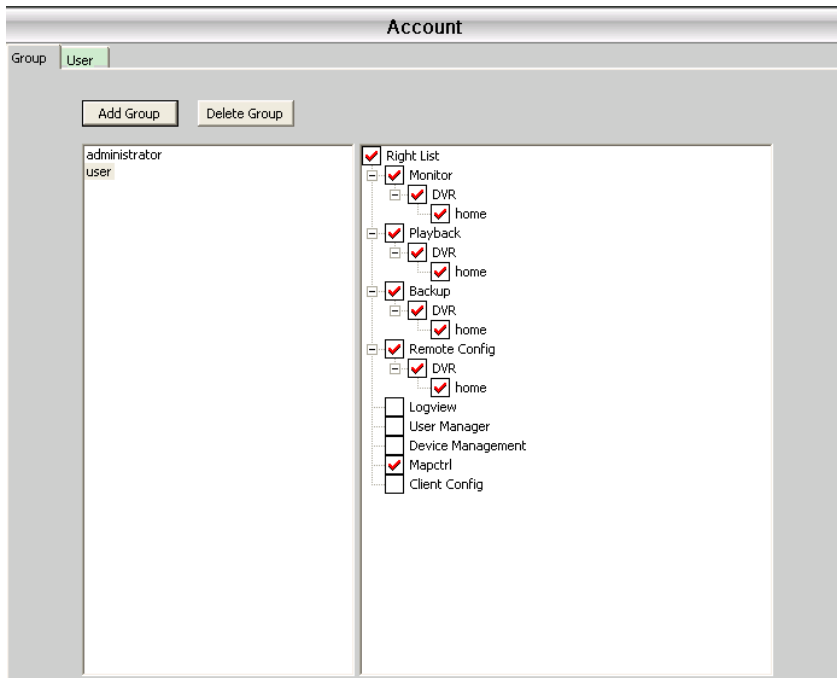 Account
Group User
Add Group Delete Group
administrator
user
Right List
Monitor
DVR
home
Playback
DVR
home
Backup
DVR
home
Remote Config
DVR
home
Logview
User Manager
Device Management
Mapctrl
Client Config